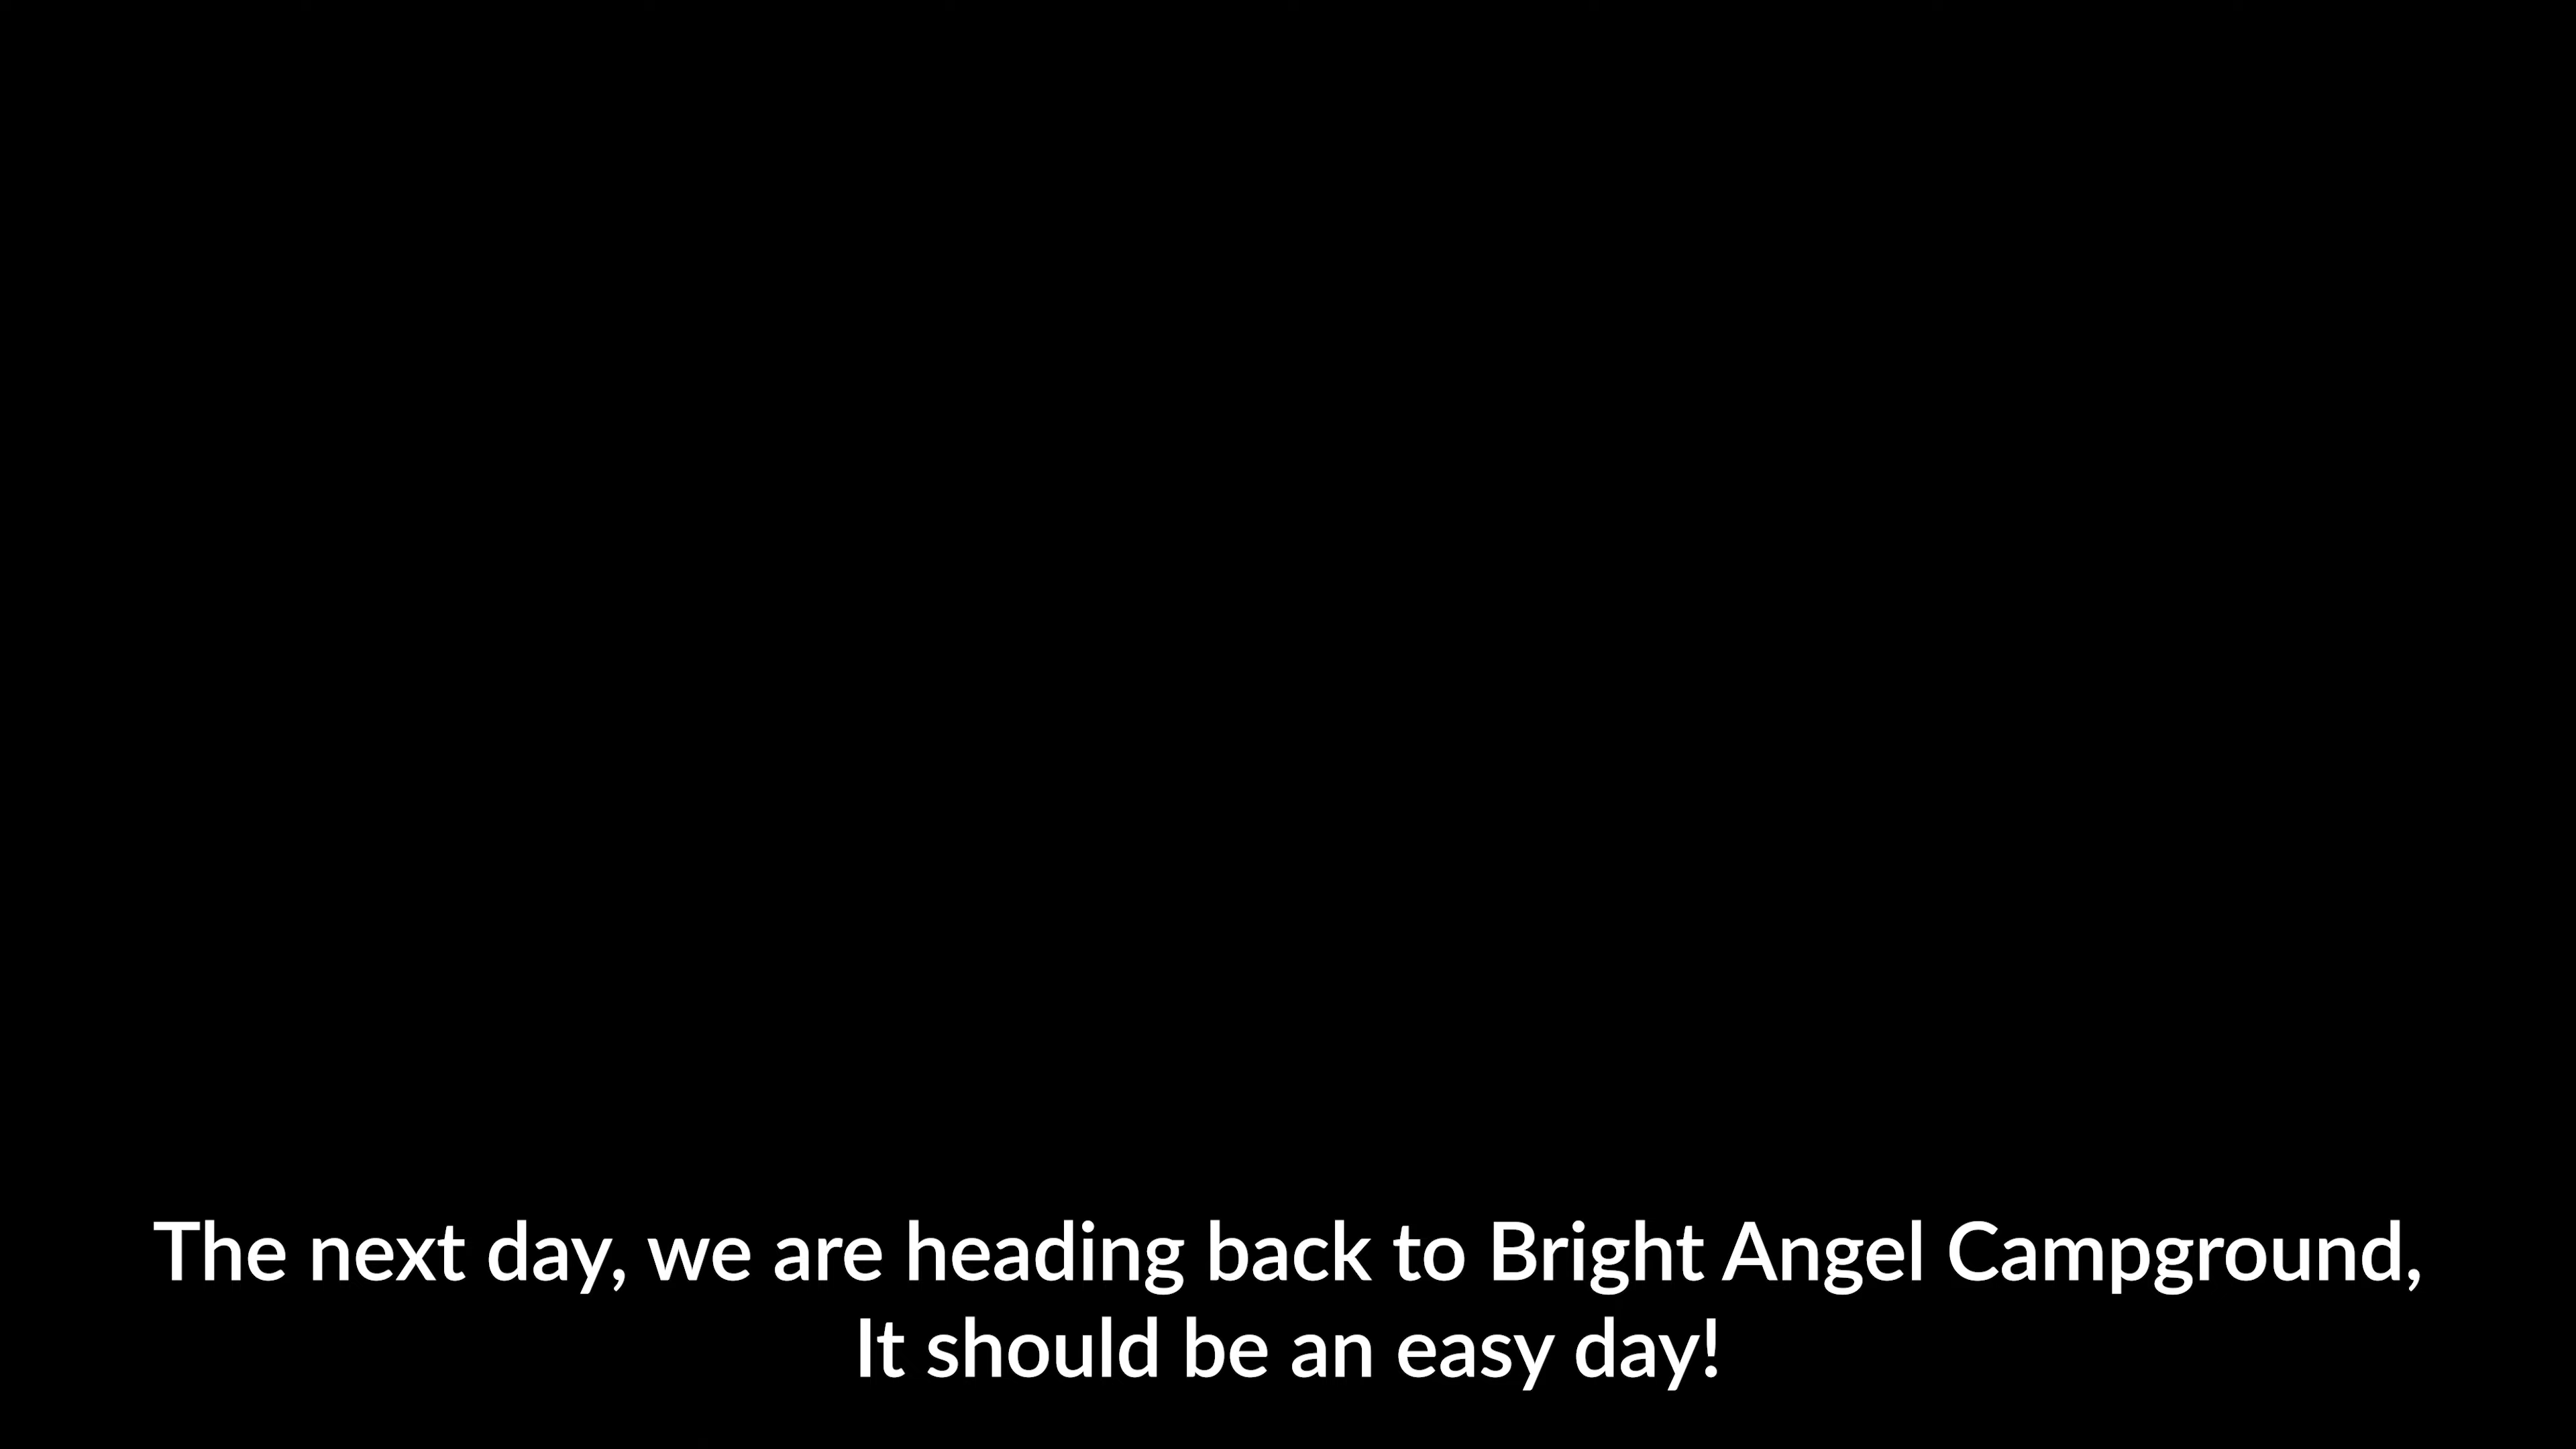 The next day, we are heading back to Bright Angel Campground,
It should be an easy day!